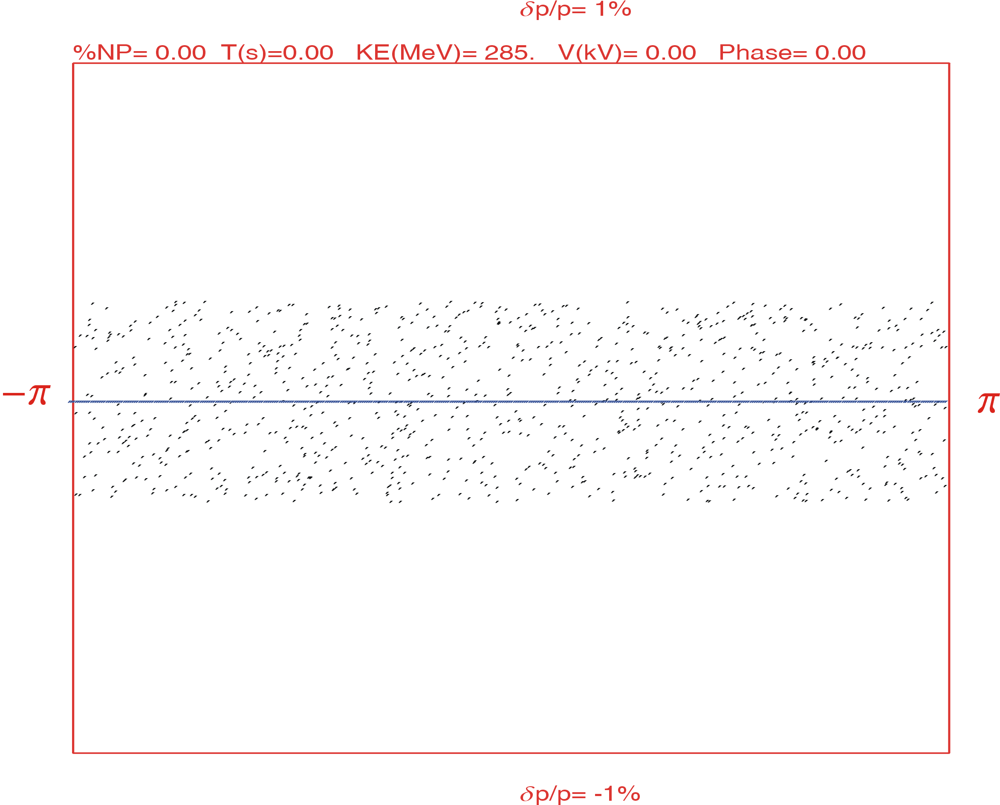 δp/p= 1%
%NP= 0.00 T(s)=0.00 KE(MeV)= 285. V(kV)= 0.00 Phase= 0.00
−π
π
δp/p= -1%